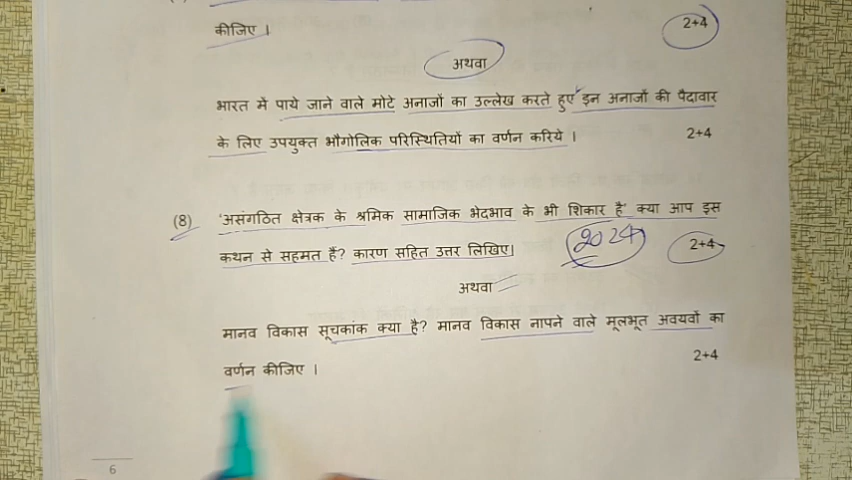 कीजिए ।
2+4
अथवा
भारत में पाये जाने वाले मोटे अनाजों का उल्लेख करते हुए इन अनाजों की पैदावार
के लिए उपयुक्त भौगोलिक परिस्थितियों का वर्णन करिये । 2+4
(8) 'असंगठित क्षेत्रक के श्रमिक सामाजिक भेदभाव के भी शिकार है' क्या आप इस
कथन से सहमत हैं? कारण सहित उत्तर लिखिए। 2024 2+4
अथवा
मानव विकास सूचकांक क्या है? मानव विकास नापने वाले मूलभूत अवयवों का
वर्णन कीजिए । 2+4
6